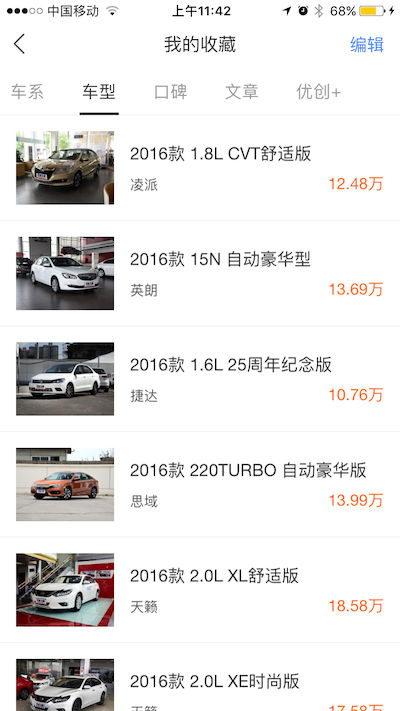 中国移动 上午11:42 68%
我的收藏 编辑
车系 车型 口碑 文章 优创+
2016款 1.8L CVT舒适版
凌派 12.48万
2016款 15N 自动豪华型
英朗 13.69万
2016款 1.6L 25周年纪念版
捷达 10.76万
2016款 220TURBO 自动豪华版
思域 13.99万
2016款 2.0L XL舒适版
天籁 18.58万
2016款 2.0L XE时尚版
天籁 17.58万